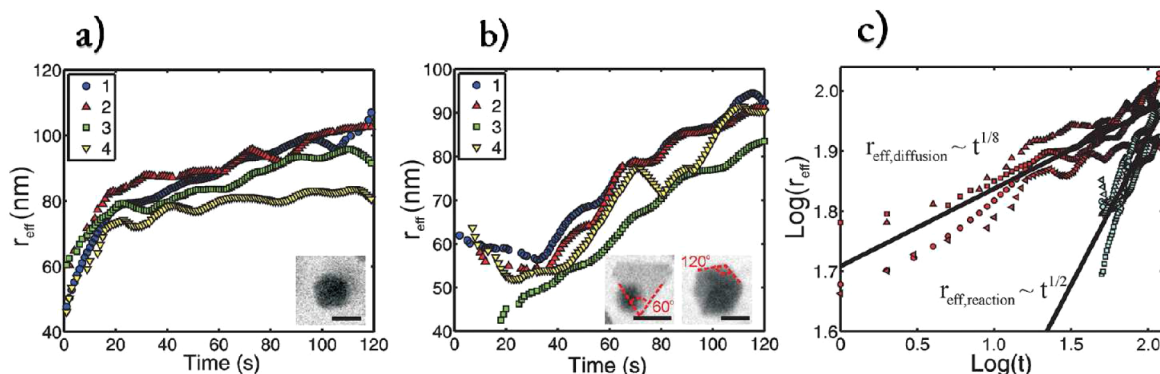 a)
120
100
80
60
40
r_eff (nm)
1
2
3
4
0 20 40 60 80 100 120
Time (s)
b)
100
90
80
70
60
50
40
r_eff (nm)
1
2
3
4
120°
60°
0 20 40 60 80 100 120
Time (s)
c)
2.0
1.9
1.8
1.7
1.6
Log(r_eff)
r_eff,diffusion ~ t^1/8
r_eff,reaction ~ t^1/2
0 0.5 1.0 1.5 2.0
Log(t)